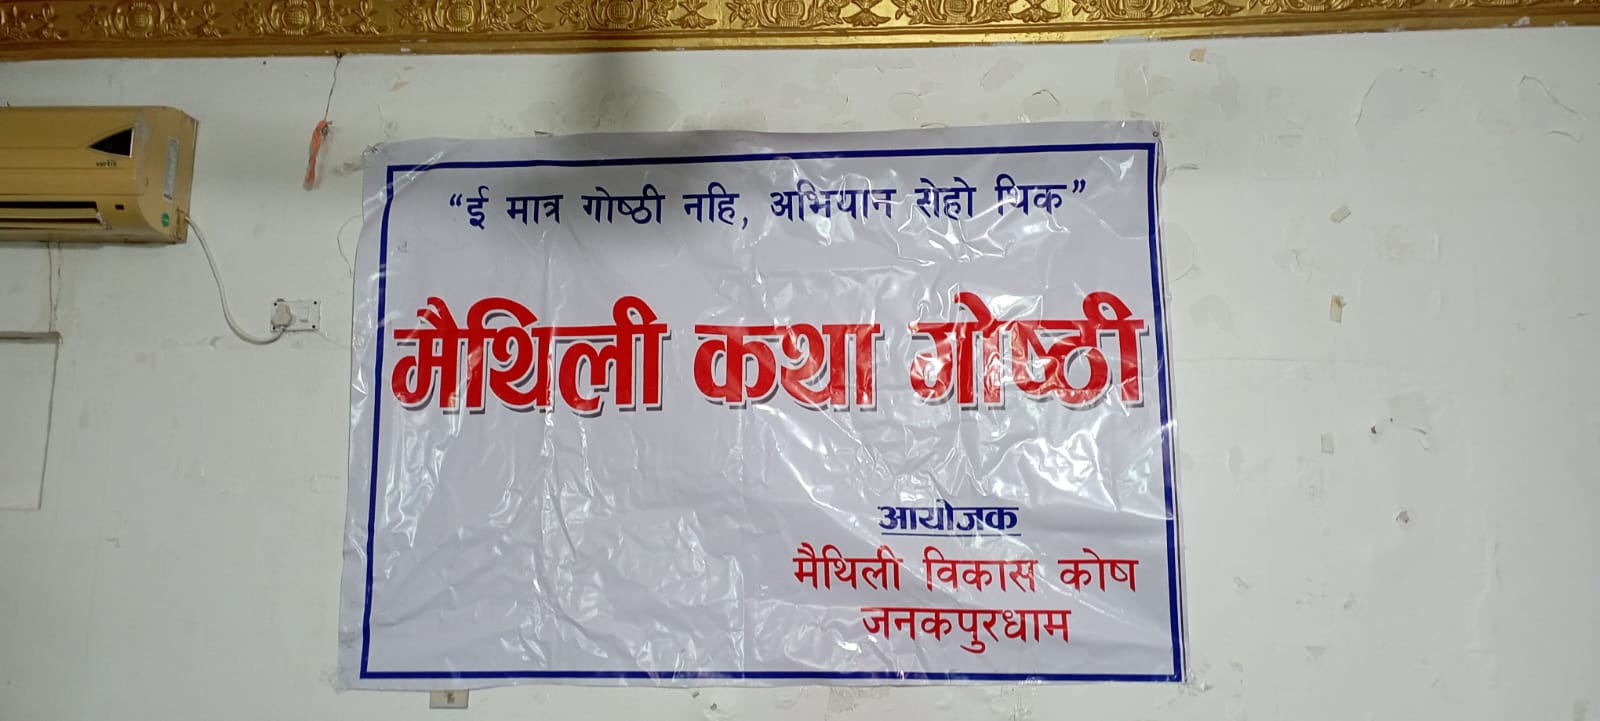 “ई मात्र गोष्ठी नहि, अभियान सेहो थिक”
मैथिली कथा गोष्ठी
आयोजक
मैथिली विकास कोष
जनकपुरधाम